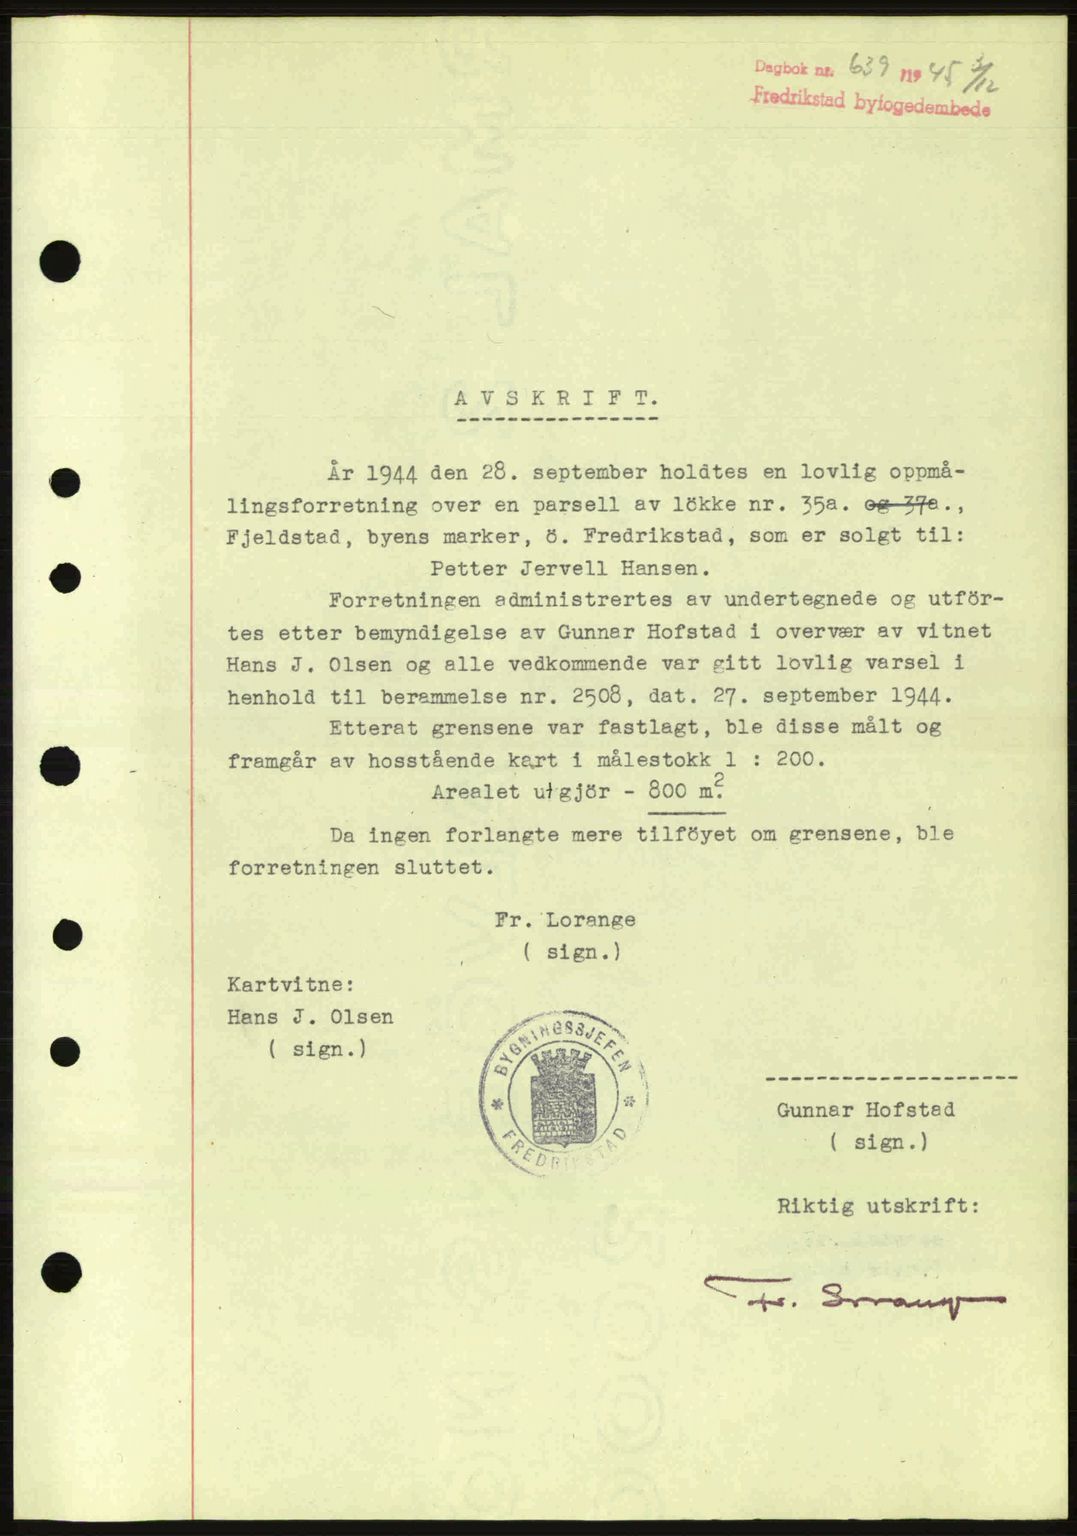 Dagbok nr. 639 /19 45 3/12
Fredrikstad byfogedembede
AVSKRIFT.
År 1944 den 28. september holdtes en lovlig oppmå-
lingsforretning over en parsell av lökke nr. 35a. og 37a.,
Fjeldstad, byens marker, ö. Fredrikstad, som er solgt til:
Petter Jervell Hansen.
Forretningen administrertes av undertegnede og utför-
tes etter bemyndigelse av Gunnar Hofstad i overvær av vitnet
Hans J. Olsen og alle vedkommende var gitt lovlig varsel i
henhold til berammelse nr. 2508, dat. 27. september 1944.
Etterat grensene var fastlagt, ble disse målt og
framgår av hosstående kart i målestokk 1 : 200.
Arealet utgjör - 800 m².
Da ingen forlangte mere tilföyet om grensene, ble
forretningen sluttet.
Fr. Lorange
( sign.)
Kartvitne:
Hans J. Olsen
( sign.)
BYGNINGSSJEFEN
FREDRIKSTAD
Gunnar Hofstad
( sign.)
Riktig utskrift:
Fr. Lorange